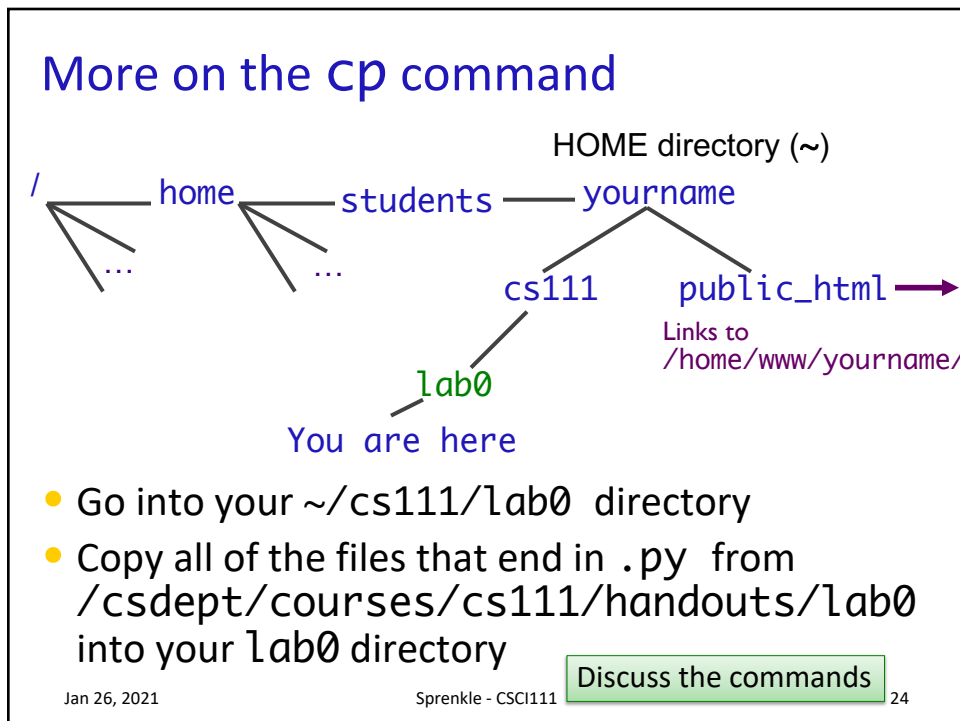 More on the cp command
HOME directory (~)
/ home students yourname
… …
cs111 public_html
Links to
/home/www/yourname/
lab0
You are here
• Go into your ~/cs111/lab0 directory
• Copy all of the files that end in .py from
/csdept/courses/cs111/handouts/lab0
into your lab0 directory
Discuss the commands
Jan 26, 2021 Sprenkle - CSCI111 24